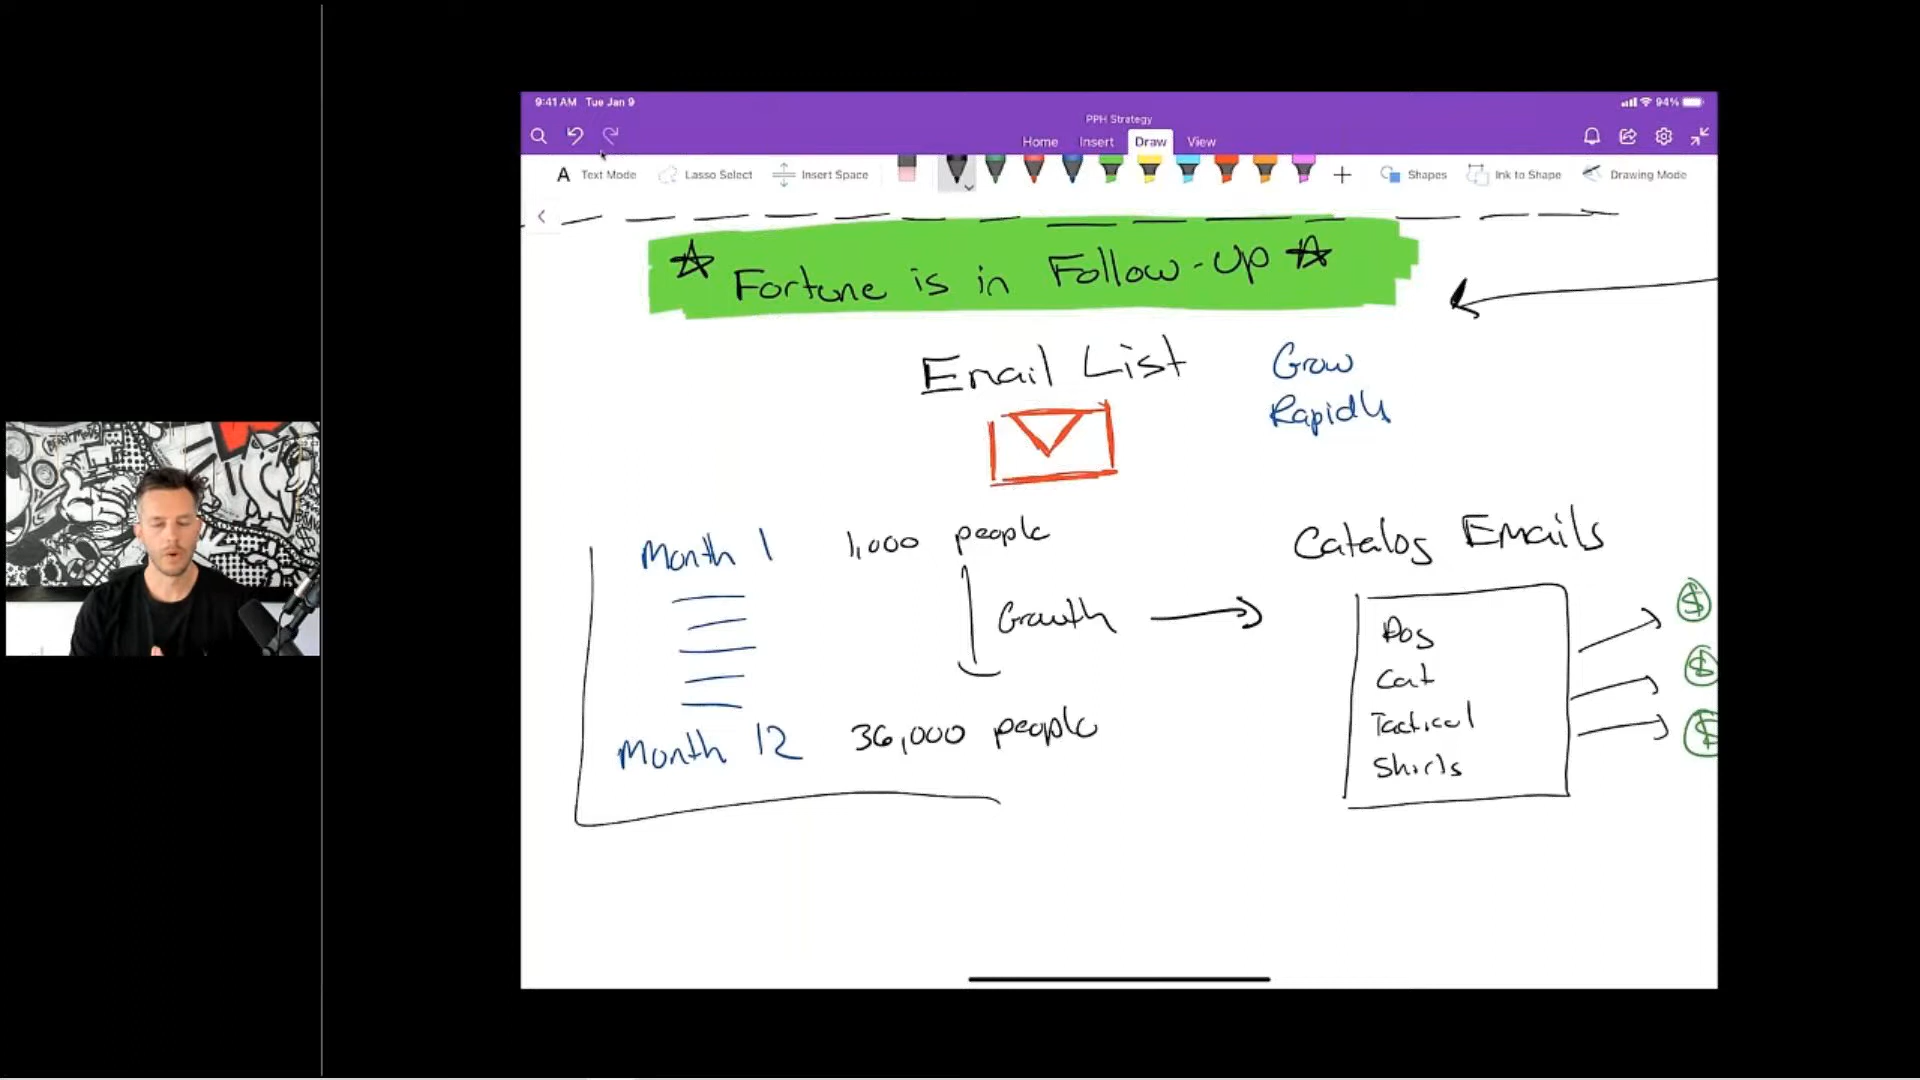 9:41 AM Tue Jan 9
94%
PPH Strategy
Home Insert Draw View
A Text Mode Lasso Select Insert Space Shapes Ink to Shape Drawing Mode
Fortune is in Follow-Up
Email List
Grow
Rapidly
Month 1 1,000 people
Growth
Month 12 36,000 people
Catalog Emails
Dog
Cat
Tactical
Shirts
$
$
$